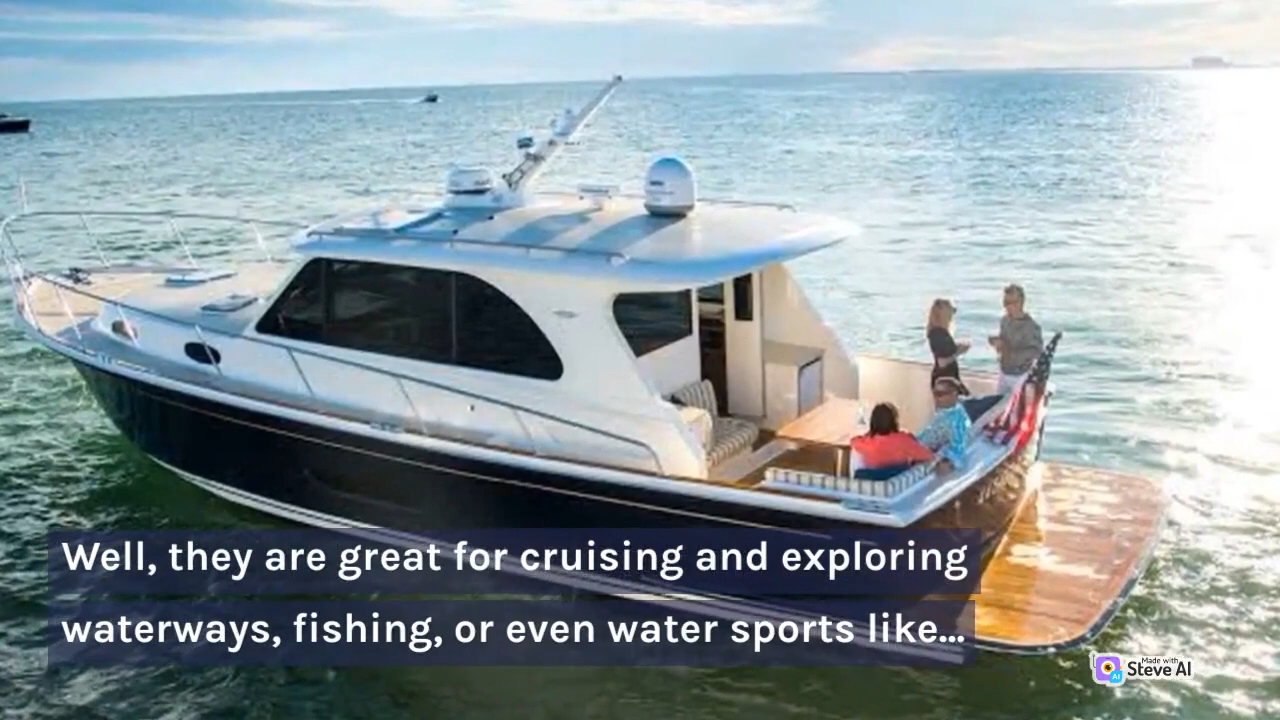 Well, they are great for cruising and exploring
waterways, fishing, or even water sports like...
Made with
Steve AI